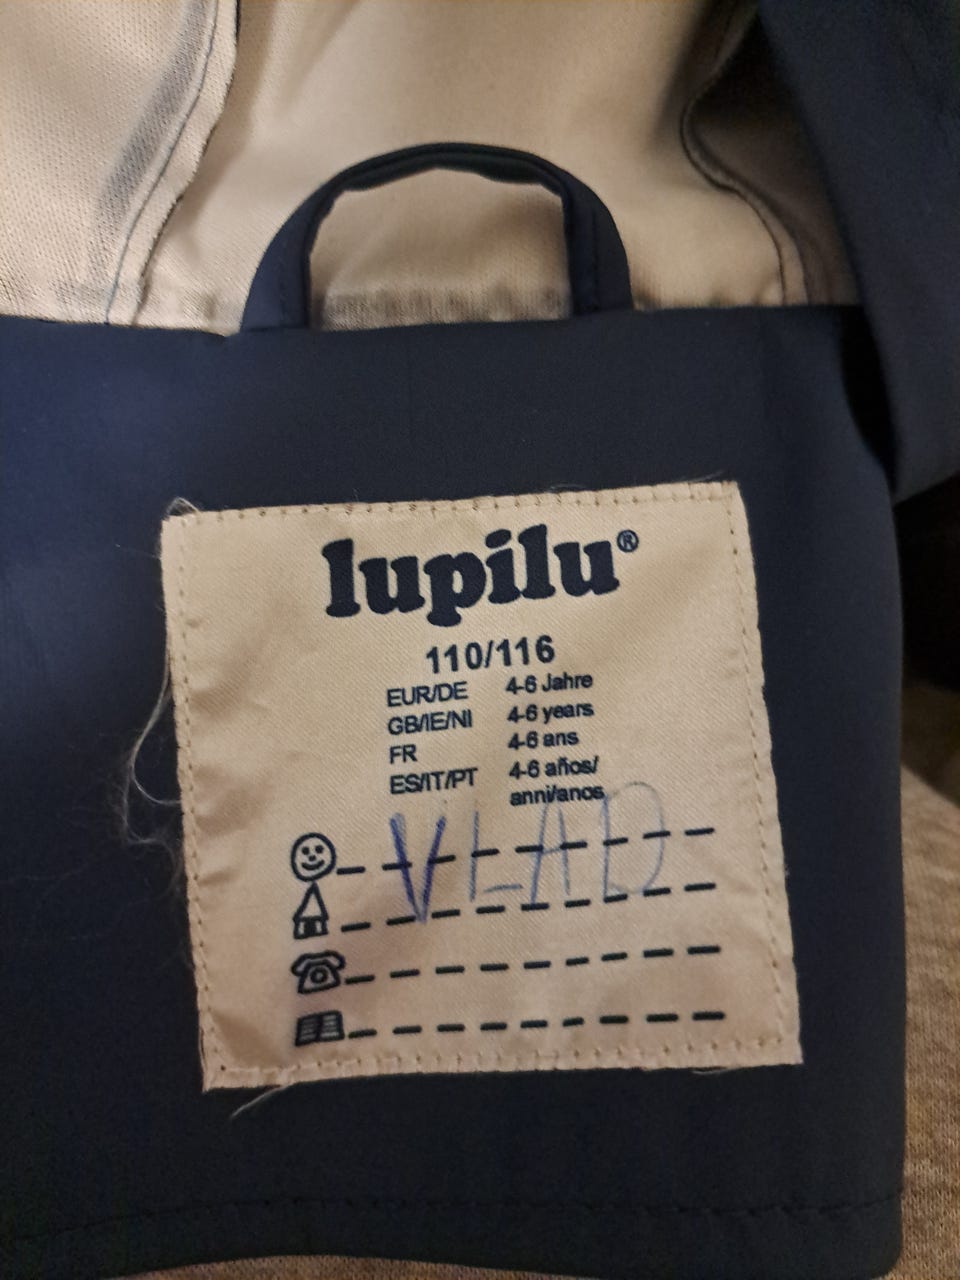 lupilu®
110/116
EUR/DE 4-6 Jahre
GB/IE/NI 4-6 years
FR 4-6 ans
ES/IT/PT 4-6 años/
anni/anos
VLAD